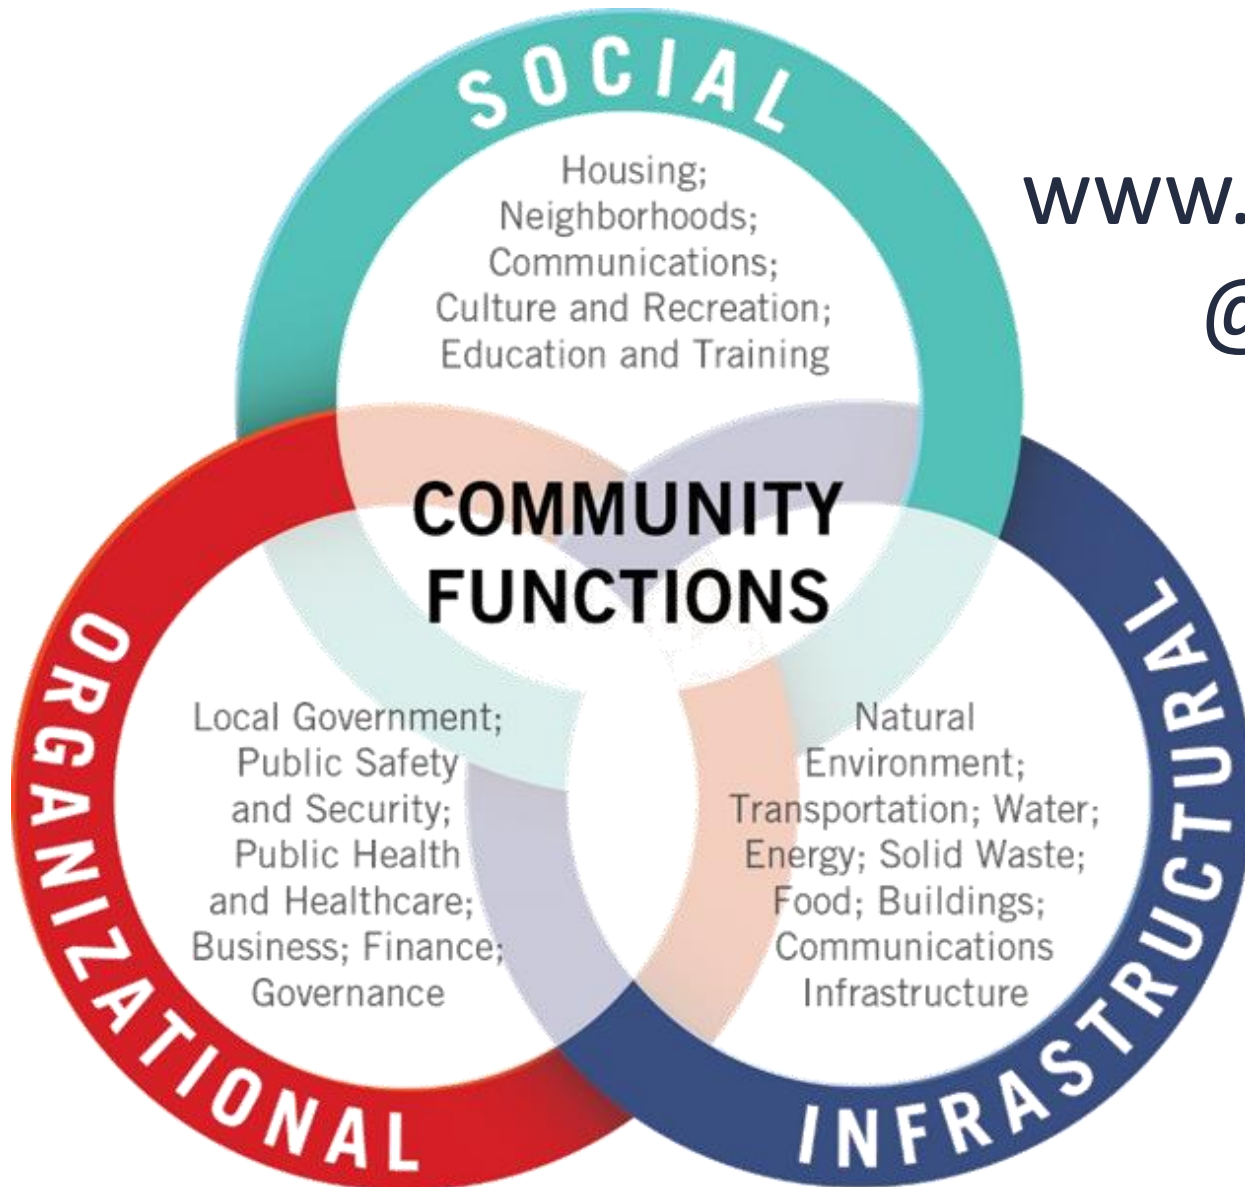 SOCIAL
Housing;
Neighborhoods;
Communications;
Culture and Recreation;
Education and Training
www.
@
COMMUNITY
FUNCTIONS
ORGANIZATIONAL
Local Government;
Public Safety
and Security;
Public Health
and Healthcare;
Business; Finance;
Governance
INFRASTRUCTURAL
Natural
Environment;
Transportation; Water;
Energy; Solid Waste;
Food; Buildings;
Communications
Infrastructure